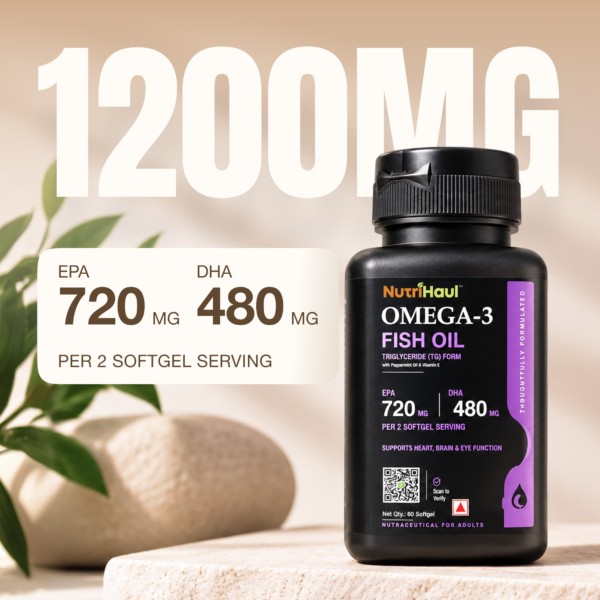 1200MG
EPA DHA
720 MG 480 MG
PER 2 SOFTGEL SERVING
NutriHaul™
OMEGA-3
FISH OIL
TRIGLYCERIDE (TG) FORM
with Peppermint Oil & Vitamin E
EPA DHA
720 MG 480 MG
PER 2 SOFTGEL SERVING
SUPPORTS HEART, BRAIN & EYE FUNCTION
Scan to
Verify
Net Qty.: 60 Softgel
NUTRACEUTICAL FOR ADULTS
THOUGHTFULLY FORMULATED